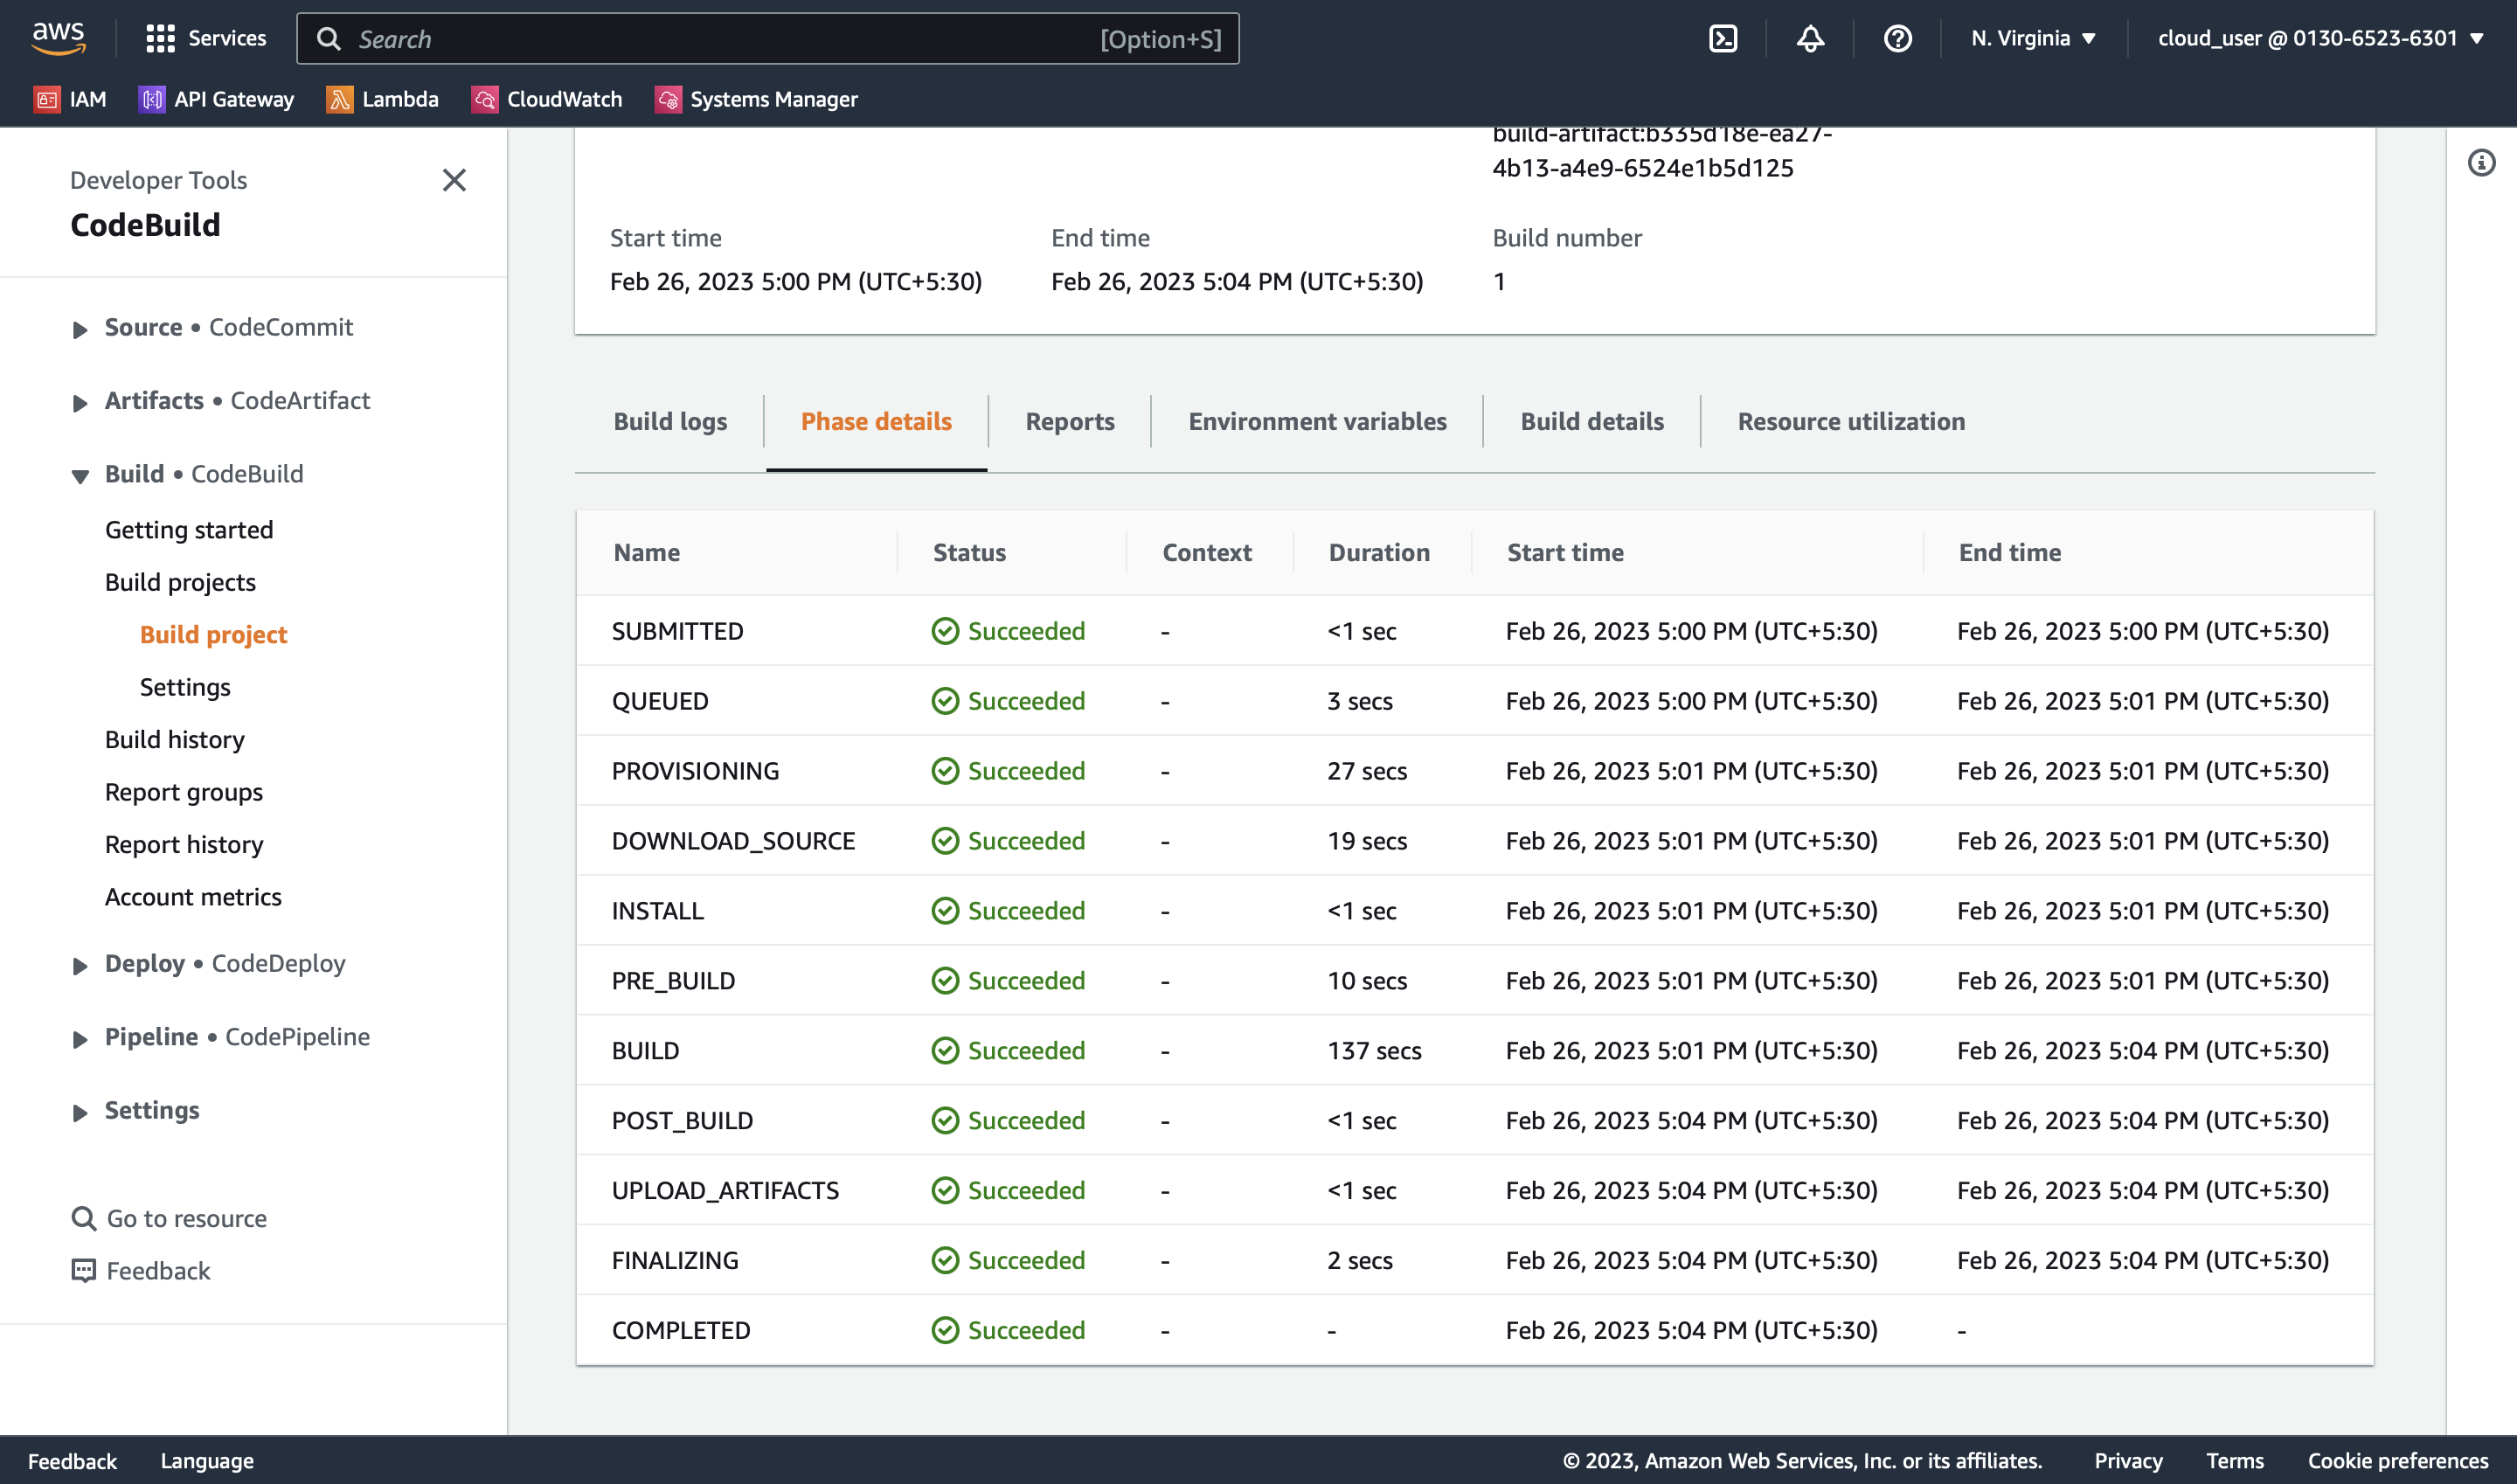 aws
Services
Search [Option+S]
N. Virginia
cloud_user @ 0130-6523-6301
IAM
API Gateway
Lambda
CloudWatch
Systems Manager
Developer Tools
CodeBuild
Source • CodeCommit
Artifacts • CodeArtifact
Build • CodeBuild
Getting started
Build projects
Build project
Settings
Build history
Report groups
Report history
Account metrics
Deploy • CodeDeploy
Pipeline • CodePipeline
Settings
Go to resource
Feedback
build-artifact:b335d18e-ea27-
4b13-a4e9-6524e1b5d125
Start time End time Build number
Feb 26, 2023 5:00 PM (UTC+5:30) Feb 26, 2023 5:04 PM (UTC+5:30) 1
Build logs Phase details Reports Environment variables Build details Resource utilization
Name Status Context Duration Start time End time
SUBMITTED Succeeded - <1 sec Feb 26, 2023 5:00 PM (UTC+5:30) Feb 26, 2023 5:00 PM (UTC+5:30)
QUEUED Succeeded - 3 secs Feb 26, 2023 5:00 PM (UTC+5:30) Feb 26, 2023 5:01 PM (UTC+5:30)
PROVISIONING Succeeded - 27 secs Feb 26, 2023 5:01 PM (UTC+5:30) Feb 26, 2023 5:01 PM (UTC+5:30)
DOWNLOAD_SOURCE Succeeded - 19 secs Feb 26, 2023 5:01 PM (UTC+5:30) Feb 26, 2023 5:01 PM (UTC+5:30)
INSTALL Succeeded - <1 sec Feb 26, 2023 5:01 PM (UTC+5:30) Feb 26, 2023 5:01 PM (UTC+5:30)
PRE_BUILD Succeeded - 10 secs Feb 26, 2023 5:01 PM (UTC+5:30) Feb 26, 2023 5:01 PM (UTC+5:30)
BUILD Succeeded - 137 secs Feb 26, 2023 5:01 PM (UTC+5:30) Feb 26, 2023 5:04 PM (UTC+5:30)
POST_BUILD Succeeded - <1 sec Feb 26, 2023 5:04 PM (UTC+5:30) Feb 26, 2023 5:04 PM (UTC+5:30)
UPLOAD_ARTIFACTS Succeeded - <1 sec Feb 26, 2023 5:04 PM (UTC+5:30) Feb 26, 2023 5:04 PM (UTC+5:30)
FINALIZING Succeeded - 2 secs Feb 26, 2023 5:04 PM (UTC+5:30) Feb 26, 2023 5:04 PM (UTC+5:30)
COMPLETED Succeeded - - Feb 26, 2023 5:04 PM (UTC+5:30) -
Feedback Language © 2023, Amazon Web Services, Inc. or its affiliates. Privacy Terms Cookie preferences